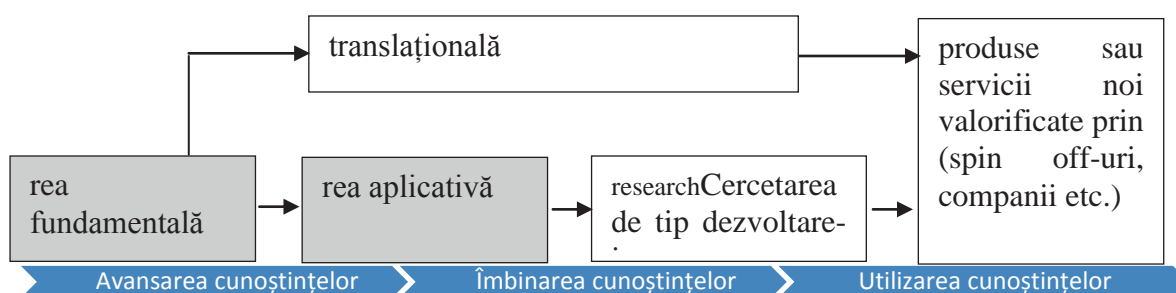 translațională
produse sau
servicii noi
valorificate prin
(spin off-uri,
companii etc.)
rea
fundamentală
rea aplicativă
researchCercetarea
de tip dezvoltare-
Avansarea cunoștințelor
Îmbinarea cunoștințelor
Utilizarea cunoștințelor